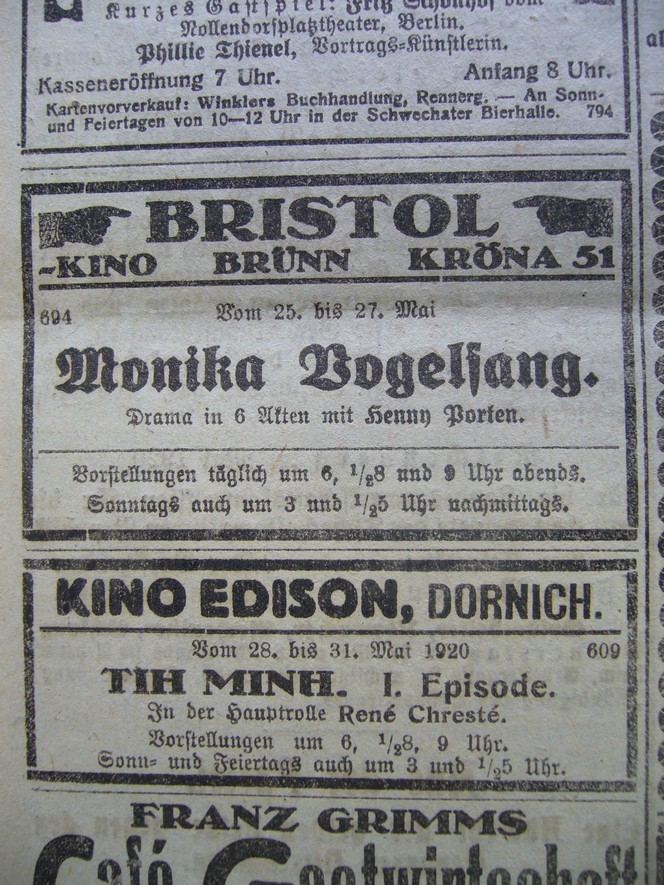 Kurzes Gastspiel: Fritz Schönhof vom
Nollendorfplatztheater, Berlin.
Phillie Thienel, Vortrags-Künstlerin.
Kasseneröffnung 7 Uhr. Anfang 8 Uhr.
Kartenvorverkauf: Winklers Buchhandlung, Rennerg. — An Sonn-
und Feiertagen von 10—12 Uhr in der Schwechater Bierhalle. 794
BRISTOL
-KINO BRÜNN KRÖNA 51
694 Vom 25. bis 27. Mai
Monika Vogelsang.
Drama in 6 Akten mit Henny Porten.
Vorstellungen täglich um 6, 1/28 und 9 Uhr abends.
Sonntags auch um 3 und 1/25 Uhr nachmittags.
KINO EDISON, DORNICH.
Vom 28. bis 31. Mai 1920 609
TIH MINH. I. Episode.
In der Hauptrolle René Chresté.
Vorstellungen um 6, 1/28, 9 Uhr.
Sonn- und Feiertags auch um 3 und 1/25 Uhr.
FRANZ GRIMMS
Café Gastwirtschaft